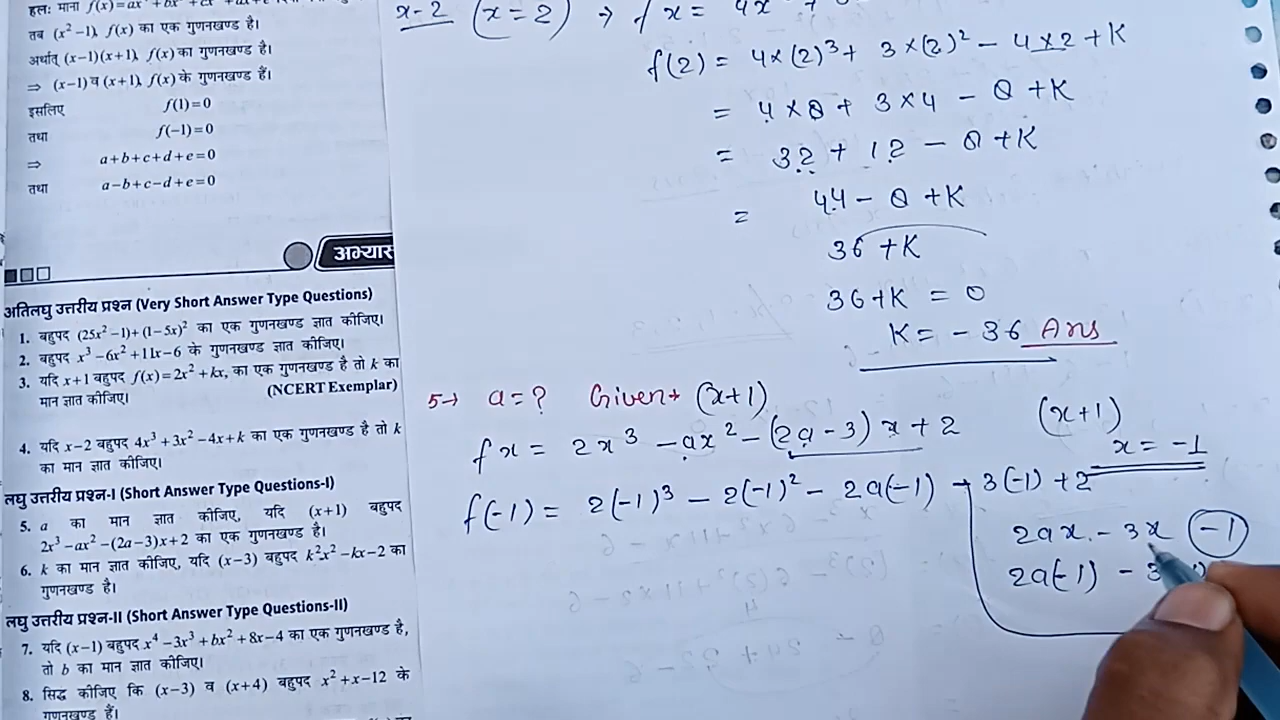 हल: माना f(x)=ax
तब (x²−1), f(x) का एक गुणनखण्ड है।
अर्थात् (x−1)(x+1), f(x) का गुणनखण्ड है।
⇒ (x−1) व (x+1), f(x) के गुणनखण्ड हैं।
इसलिए f(1)=0
तथा f(−1)=0
⇒ a+b+c+d+e=0
तथा a−b+c−d+e=0
अभ्यास
अतिलघु उत्तरीय प्रश्न (Very Short Answer Type Questions)
1. बहुपद (25x²−1)+(1−5x)² का एक गुणनखण्ड ज्ञात कीजिए।
2. बहुपद x³−6x²+11x−6 के गुणनखण्ड ज्ञात कीजिए।
3. यदि x+1 बहुपद f(x)=2x²+kx, का एक गुणनखण्ड है तो k का
मान ज्ञात कीजिए। (NCERT Exemplar)
4. यदि x−2 बहुपद 4x³+3x²−4x+k का एक गुणनखण्ड है तो k
का मान ज्ञात कीजिए।
लघु उत्तरीय प्रश्न-I (Short Answer Type Questions-I)
5. a का मान ज्ञात कीजिए, यदि (x+1) बहुपद
2x³−ax²−(2a−3)x+2 का एक गुणनखण्ड है।
6. k का मान ज्ञात कीजिए, यदि (x−3) बहुपद k²x²−kx−2 का
गुणनखण्ड है।
लघु उत्तरीय प्रश्न-II (Short Answer Type Questions-II)
7. यदि (x−1) बहुपद x⁴−3x³+bx²+8x−4 का एक गुणनखण्ड है,
तो b का मान ज्ञात कीजिए।
8. सिद्ध कीजिए कि (x−3) व (x+4) बहुपद x²+x−12 के
गुणनखण्ड हैं।
x-2 (x=2) → fx = 4x
f(2) = 4×(2)³+ 3×(2)² − 4×2 + K
= 4×8 + 3×4 − 8 + K
= 32 + 12 − 8 + K
= 44 − 8 + K
36 + K
36+K = 0
K = − 36 Ans
5→ a=? Given→ (x+1)
fx = 2x³ − ax² − (2a−3)x + 2 (x+1)
x = −1
f(−1) = 2(−1)³ − 2(−1)² − 2a(−1) − 3(−1) + 2
2ax − 3x (−1)
2a(−1) − 3